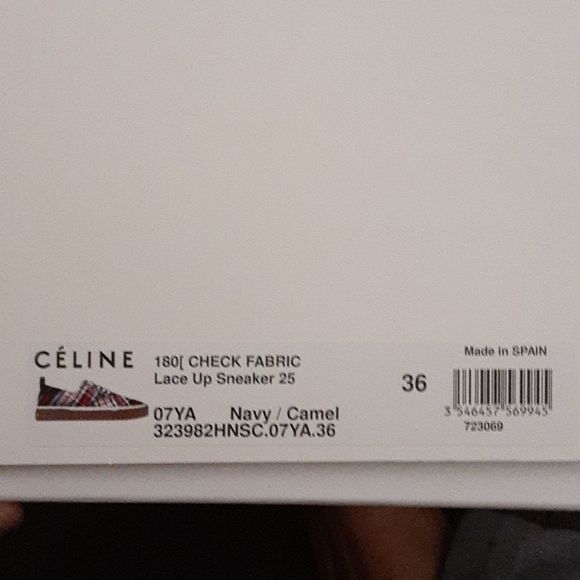 CÉLINE
180[ CHECK FABRIC
Lace Up Sneaker 25
07YA Navy / Camel
323982HNSC.07YA.36
36
Made in SPAIN
3 546457 569945
723069